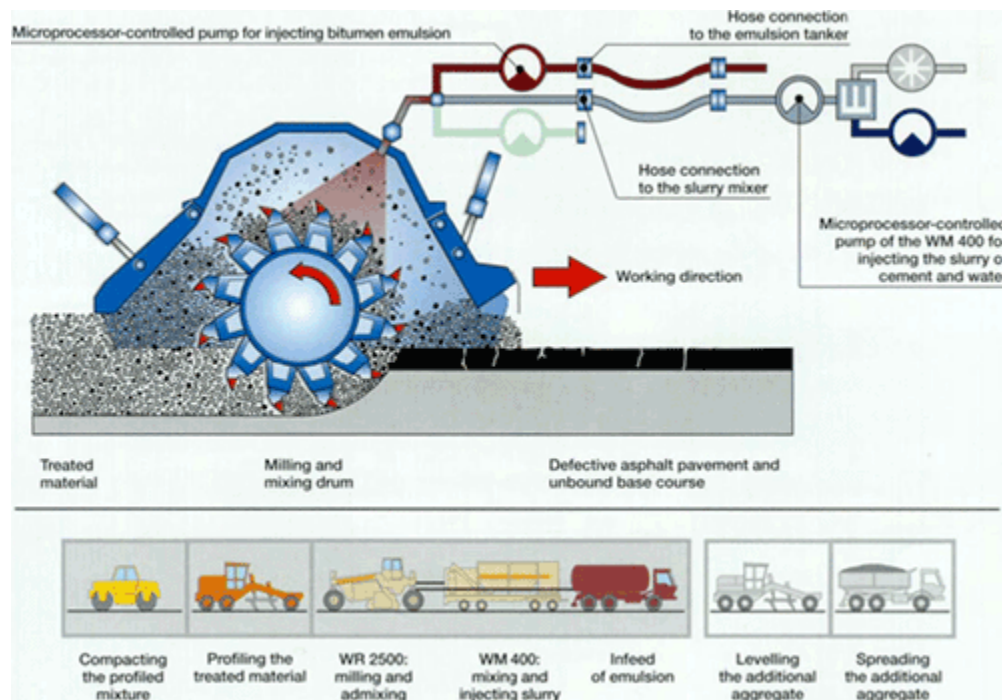 Microprocessor-controlled pump for injecting bitumen emulsion
Hose connection
to the emulsion tanker
Hose connection
to the slurry mixer
Microprocessor-controlled
pump of the WM 400 fo
injecting the slurry o
cement and wate
Working direction
Treated
material
Milling and
mixing drum
Defective asphalt pavement and
unbound base course
Compacting
the profiled
mixture
Profiling the
treated material
WR 2500:
milling and
admixing
WM 400:
mixing and
injecting slurry
Infeed
of emulsion
Levelling
the additional
aggregate
Spreading
the additional
aggregate